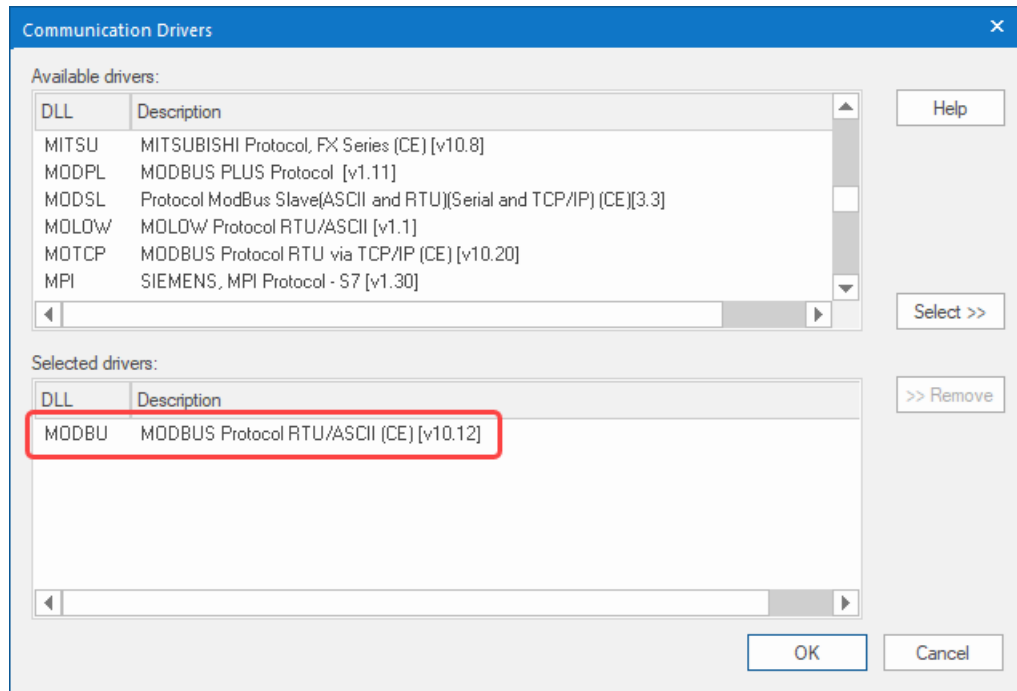 Communication Drivers
Available drivers:
DLL Description
Help
MITSU MITSUBISHI Protocol, FX Series (CE) [v10.8]
MODPL MODBUS PLUS Protocol [v1.11]
MODSL Protocol ModBus Slave(ASCII and RTU)(Serial and TCP/IP) (CE)[3.3]
MOLOW MOLOW Protocol RTU/ASCII [v1.1]
MOTCP MODBUS Protocol RTU via TCP/IP (CE) [v10.20]
MPI SIEMENS, MPI Protocol - S7 [v1.30]
Select >>
Selected drivers:
DLL Description
>> Remove
MODBU MODBUS Protocol RTU/ASCII (CE) [v10.12]
OK Cancel